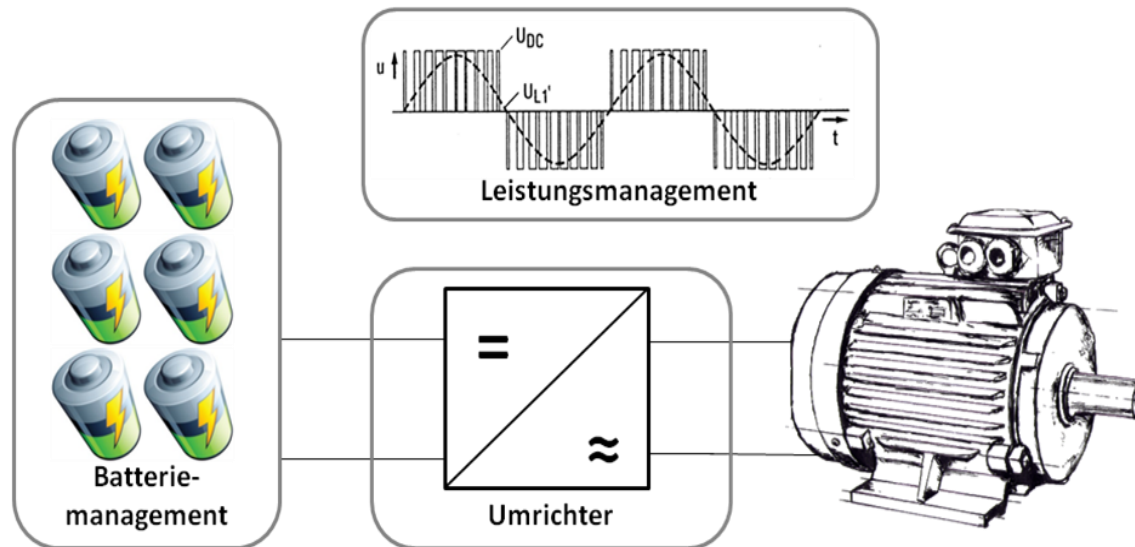 U_DC
u
U_L1'
t
Leistungsmanagement
=
≈
Batterie-
management
Umrichter